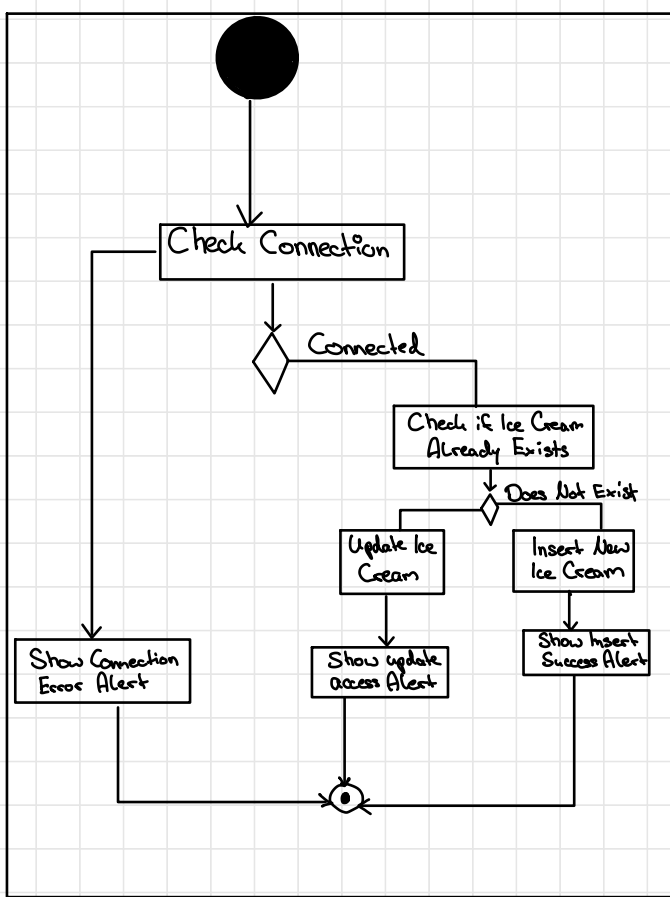 Check Connection
Connected
Check if Ice Cream
Already Exists
Does Not Exist
Update Ice
Cream
Insert New
Ice Cream
Show Connection
Error Alert
Show update
access Alert
Show Insert
Success Alert